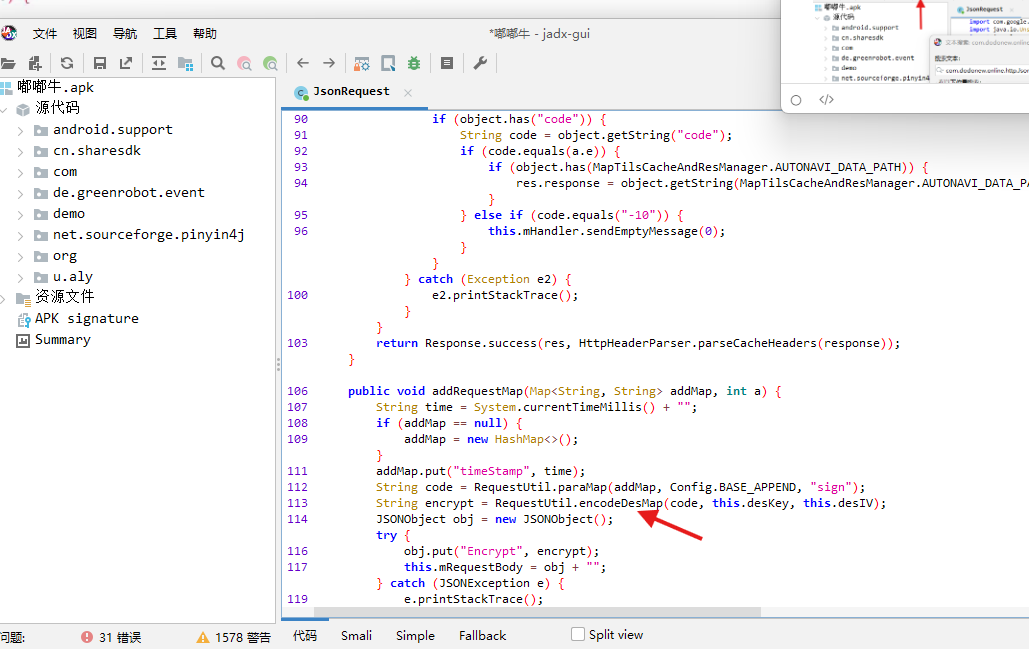 嘟嘟牛.apk
源代码
android.support
cn.sharesdk
com
de.greenrobot.event
demo
net.sourceforge.pinyin4
JsonRequest
import com.google.
import java.io.Un
com.dodonew.online
com.dodonew.online.http.Json
文件 视图 导航 工具 帮助
*嘟嘟牛 - jadx-gui
嘟嘟牛.apk
源代码
android.support
cn.sharesdk
com
de.greenrobot.event
demo
net.sourceforge.pinyin4j
org
u.aly
资源文件
APK signature
Summary
JsonRequest
90 if (object.has("code")) {
91 String code = object.getString("code");
92 if (code.equals(a.e)) {
93 if (object.has(MapTilsCacheAndResManager.AUTONAVI_DATA_PATH)) {
94 res.response = object.getString(MapTilsCacheAndResManager.AUTONAVI_DATA_PA
}
95 } else if (code.equals("-10")) {
96 this.mHandler.sendEmptyMessage(0);
}
}
} catch (Exception e2) {
100 e2.printStackTrace();
}
}
103 return Response.success(res, HttpHeaderParser.parseCacheHeaders(response));
}
106 public void addRequestMap(Map<String, String> addMap, int a) {
107 String time = System.currentTimeMillis() + "";
108 if (addMap == null) {
109 addMap = new HashMap<>();
}
111 addMap.put("timeStamp", time);
112 String code = RequestUtil.paraMap(addMap, Config.BASE_APPEND, "sign");
113 String encrypt = RequestUtil.encodeDesMap(code, this.desKey, this.desIV);
114 JSONObject obj = new JSONObject();
try {
116 obj.put("Encrypt", encrypt);
117 this.mRequestBody = obj + "";
} catch (JSONException e) {
119 e.printStackTrace();
问题: 31 错误 1578 警告
代码 Smali Simple Fallback Split view